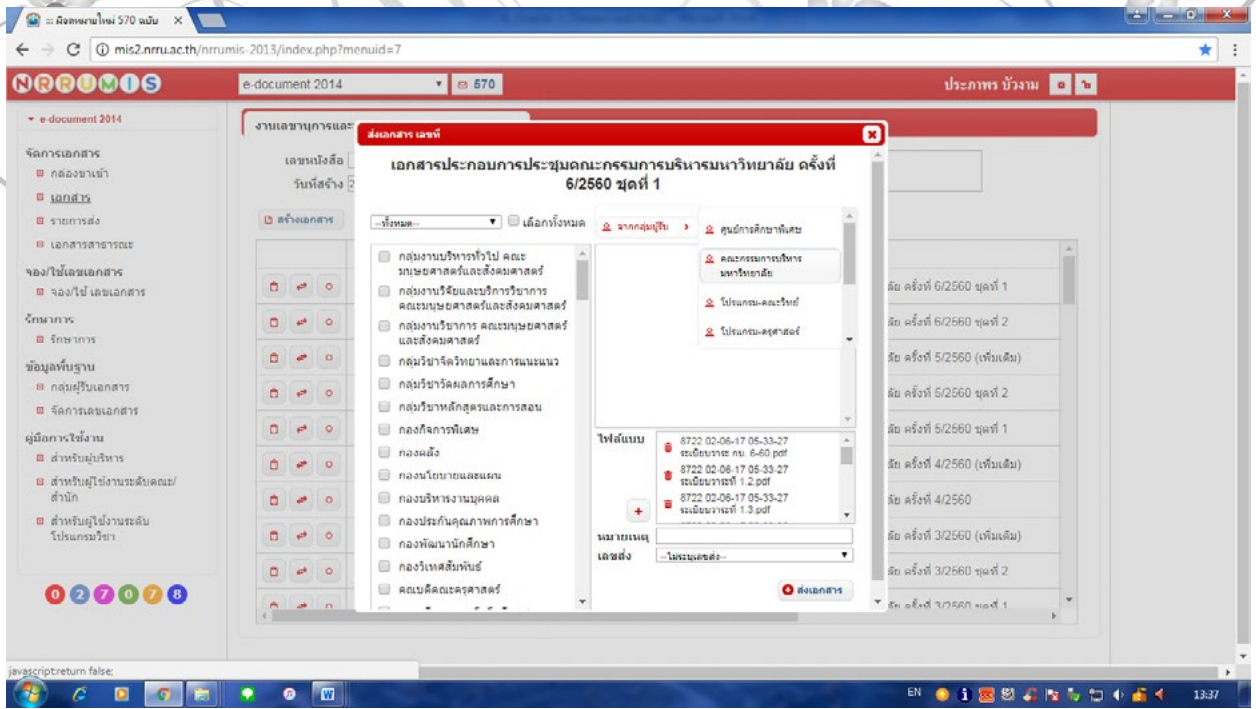 ::: มีจดหมายใหม่ 570 ฉบับ
mis2.nrru.ac.th/nrrumis-2013/index.php?menuid=7
NRRUMIS
e-document 2014
570
ประภาพร บัวงาม
e-document 2014
จัดการเอกสาร
กล่องขาเข้า
เอกสาร
รายการส่ง
เอกสารสาธารณะ
จอง/ใช้เลขเอกสาร
จอง/ใช้ เลขเอกสาร
รักษาการ
รักษาการ
ข้อมูลพื้นฐาน
กลุ่มผู้รับเอกสาร
จัดการเลขเอกสาร
คู่มือการใช้งาน
สำหรับผู้บริหาร
สำหรับผู้ใช้งานระดับคณะ/
สำนัก
สำหรับผู้ใช้งานระดับ
โปรแกรมวิชา
027078
งานเลขานุการและ
เลขหนังสือ
วันที่สร้าง
สร้างเอกสาร
ส่งเอกสาร เลขที่
เอกสารประกอบการประชุมคณะกรรมการบริหารมหาวิทยาลัย ครั้งที่
6/2560 ชุดที่ 1
--ทั้งหมด--
เลือกทั้งหมด
กลุ่มงานบริหารทั่วไป คณะ
มนุษยศาสตร์และสังคมศาสตร์
กลุ่มงานวิจัยและบริการวิชาการ
คณะมนุษยศาสตร์และสังคมศาสตร์
กลุ่มงานวิชาการ คณะมนุษยศาสตร์
และสังคมศาสตร์
กลุ่มวิชาจิตวิทยาและการแนะแนว
กลุ่มวิชาวัดผลการศึกษา
กลุ่มวิชาหลักสูตรและการสอน
กองกิจการพิเศษ
กองคลัง
กองนโยบายและแผน
กองบริหารงานบุคคล
กองประกันคุณภาพการศึกษา
กองพัฒนานักศึกษา
กองวิเทศสัมพันธ์
คณบดีคณะครุศาสตร์
จากกลุ่มผู้รับ
ศูนย์การศึกษาพิเศษ
คณะกรรมการบริหาร
มหาวิทยาลัย
โปรแกรม-คณะวิทย์
โปรแกรม-ครุศาสตร์
ไฟล์แนบ
8722 02-06-17 05-33-27
ระเบียบวาระ กบ. 6-60.pdf
8722 02-06-17 05-33-27
ระเบียบวาระที่ 1.2.pdf
8722 02-06-17 05-33-27
ระเบียบวาระที่ 1.3.pdf
หมายเหตุ
เลขส่ง
--ไม่ระบุเลขส่ง--
ส่งเอกสาร
ลัย ครั้งที่ 6/2560 ชุดที่ 1
ลัย ครั้งที่ 6/2560 ชุดที่ 2
ลัย ครั้งที่ 5/2560 (เพิ่มเติม)
ลัย ครั้งที่ 5/2560 ชุดที่ 2
ลัย ครั้งที่ 5/2560 ชุดที่ 1
ลัย ครั้งที่ 4/2560 (เพิ่มเติม)
ลัย ครั้งที่ 4/2560
ลัย ครั้งที่ 3/2560 (เพิ่มเติม)
ลัย ครั้งที่ 3/2560 ชุดที่ 2
ลัย ครั้งที่ 3/2560 ชุดที่ 1
javascript:return false;
EN
13:37